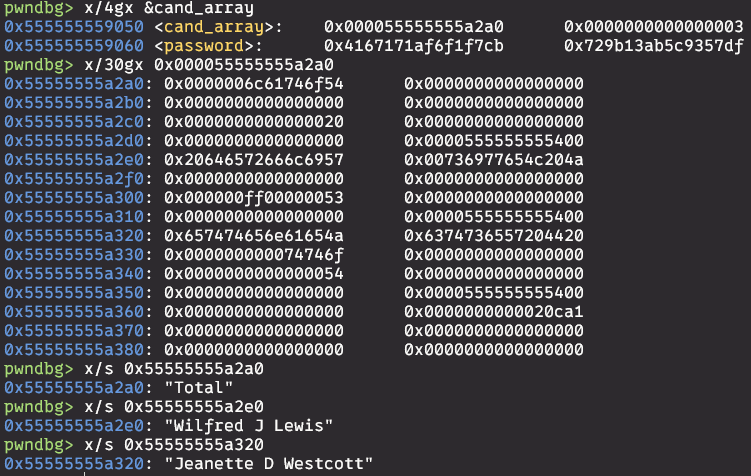 pwndbg> x/4gx &cand_array
0x555555559050 <cand_array>: 0x000055555555a2a0 0x0000000000000003
0x555555559060 <password>: 0x4167171af6f1f7cb 0x729b13ab5c9357df
pwndbg> x/30gx 0x000055555555a2a0
0x55555555a2a0: 0x0000006c61746f54 0x0000000000000000
0x55555555a2b0: 0x0000000000000000 0x0000000000000000
0x55555555a2c0: 0x0000000000000020 0x0000000000000000
0x55555555a2d0: 0x0000000000000000 0x0000555555555400
0x55555555a2e0: 0x20646572666c6957 0x00736977654c204a
0x55555555a2f0: 0x0000000000000000 0x0000000000000000
0x55555555a300: 0x000000ff00000053 0x0000000000000000
0x55555555a310: 0x0000000000000000 0x0000555555555400
0x55555555a320: 0x657474656e61654a 0x6374736557204420
0x55555555a330: 0x000000000074746f 0x0000000000000000
0x55555555a340: 0x0000000000000054 0x0000000000000000
0x55555555a350: 0x0000000000000000 0x0000555555555400
0x55555555a360: 0x0000000000000000 0x0000000000020ca1
0x55555555a370: 0x0000000000000000 0x0000000000000000
0x55555555a380: 0x0000000000000000 0x0000000000000000
pwndbg> x/s 0x55555555a2a0
0x55555555a2a0: "Total"
pwndbg> x/s 0x55555555a2e0
0x55555555a2e0: "Wilfred J Lewis"
pwndbg> x/s 0x55555555a320
0x55555555a320: "Jeanette D Westcott"